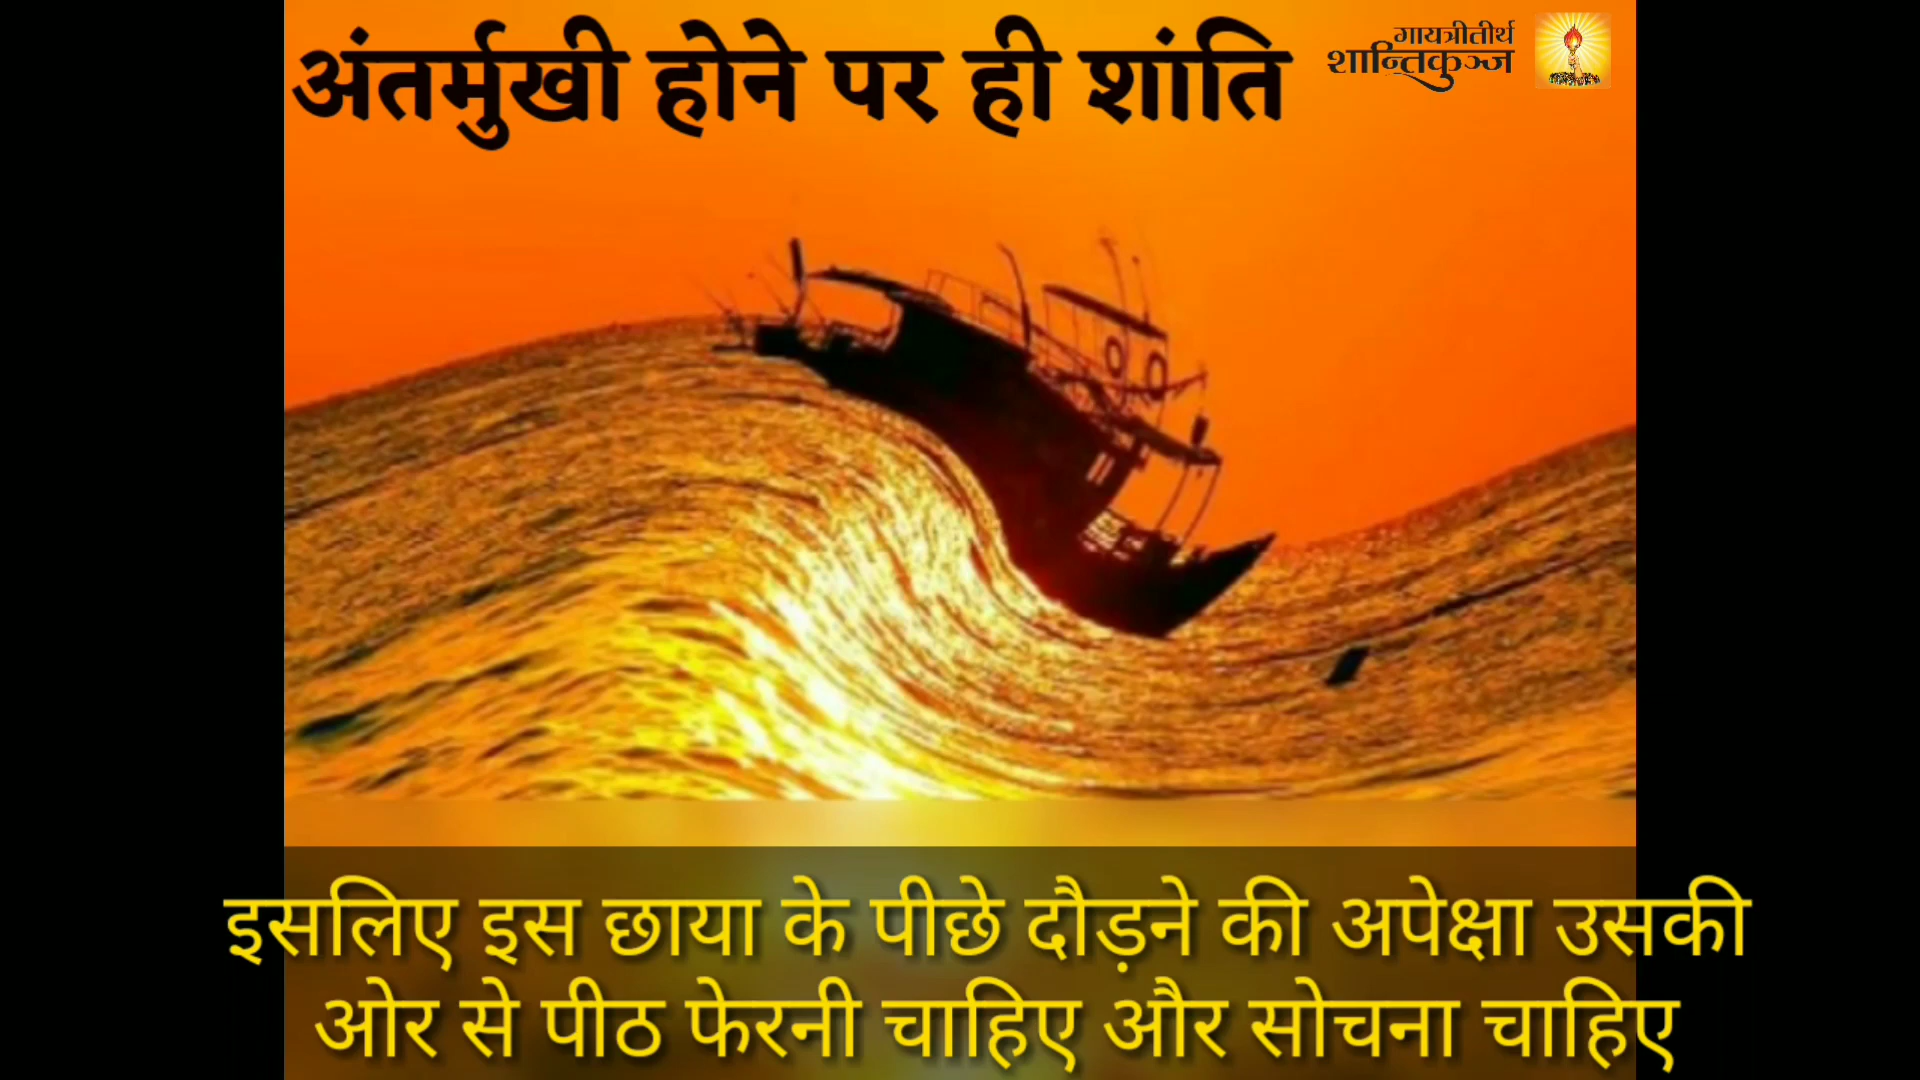 अंतर्मुखी होने पर ही शांति
गायत्रीतीर्थ
शान्तिकुञ्ज
इसलिए इस छाया के पीछे दौड़ने की अपेक्षा उसकी
ओर से पीठ फेरनी चाहिए और सोचना चाहिए